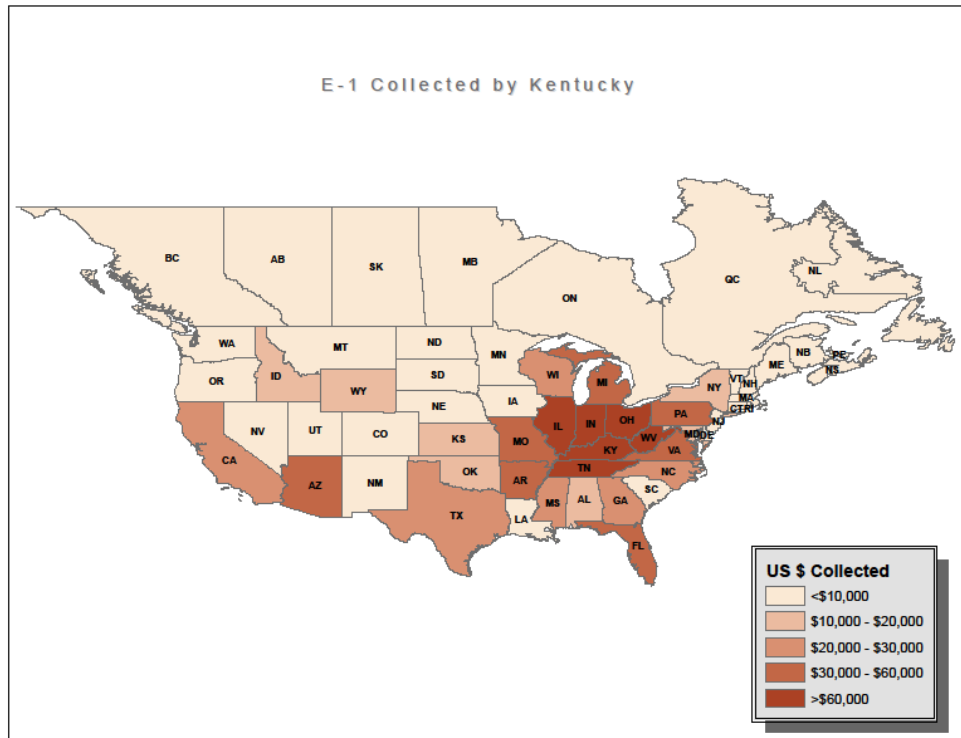 E-1 Collected by Kentucky
BC
AB
SK
MB
ON
QC
NL
WA
MT
ND
MN
OR
ID
WY
SD
WI
MI
NY
VT
NH
ME
NB
PE
NS
MA
CT RI
NV
UT
CO
NE
IA
IL
IN
OH
PA
NJ
MD
DE
CA
AZ
NM
KS
MO
KY
WV
VA
OK
AR
TN
NC
TX
LA
MS
AL
GA
SC
FL
US $ Collected
<$10,000
$10,000 - $20,000
$20,000 - $30,000
$30,000 - $60,000
>$60,000